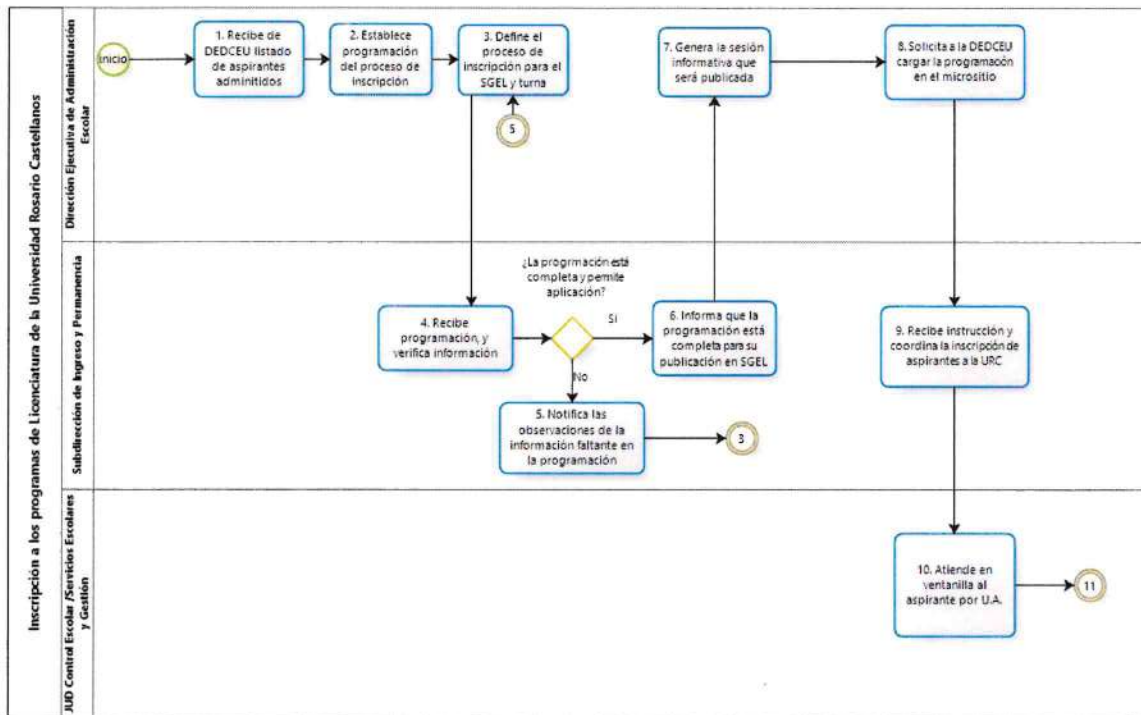 Inscripción a los programas de Licenciatura de la Universidad Rosario Castellanos
Dirección Ejecutiva de Administración
Escolar
Inicio
1. Recibe de
DEDCEU listado
de aspirantes
adminitidos
2. Establece
programación
del proceso de
inscripción
3. Define el
proceso de
inscripción para el
SGEL y turna
5
7. Genera la sesión
informativa que
será publicada
8. Solicita a la DEDCEU
cargar la programación
en el micrositio
Subdirección de Ingreso y Permanencia
4. Recibe
programación, y
verifica información
¿La progrmación está
completa y permite
aplicación?
Sí
No
6. Informa que la
programación está
completa para su
publicación en SGEL
5. Notifica las
observaciones de la
información faltante en
la programación
3
9. Recibe instrucción y
coordina la inscripción de
aspirantes a la URC
JUD Control Escolar /Servicios Escolares
y Gestión
10. Atiende en
ventanilla al
aspirante por U.A.
11